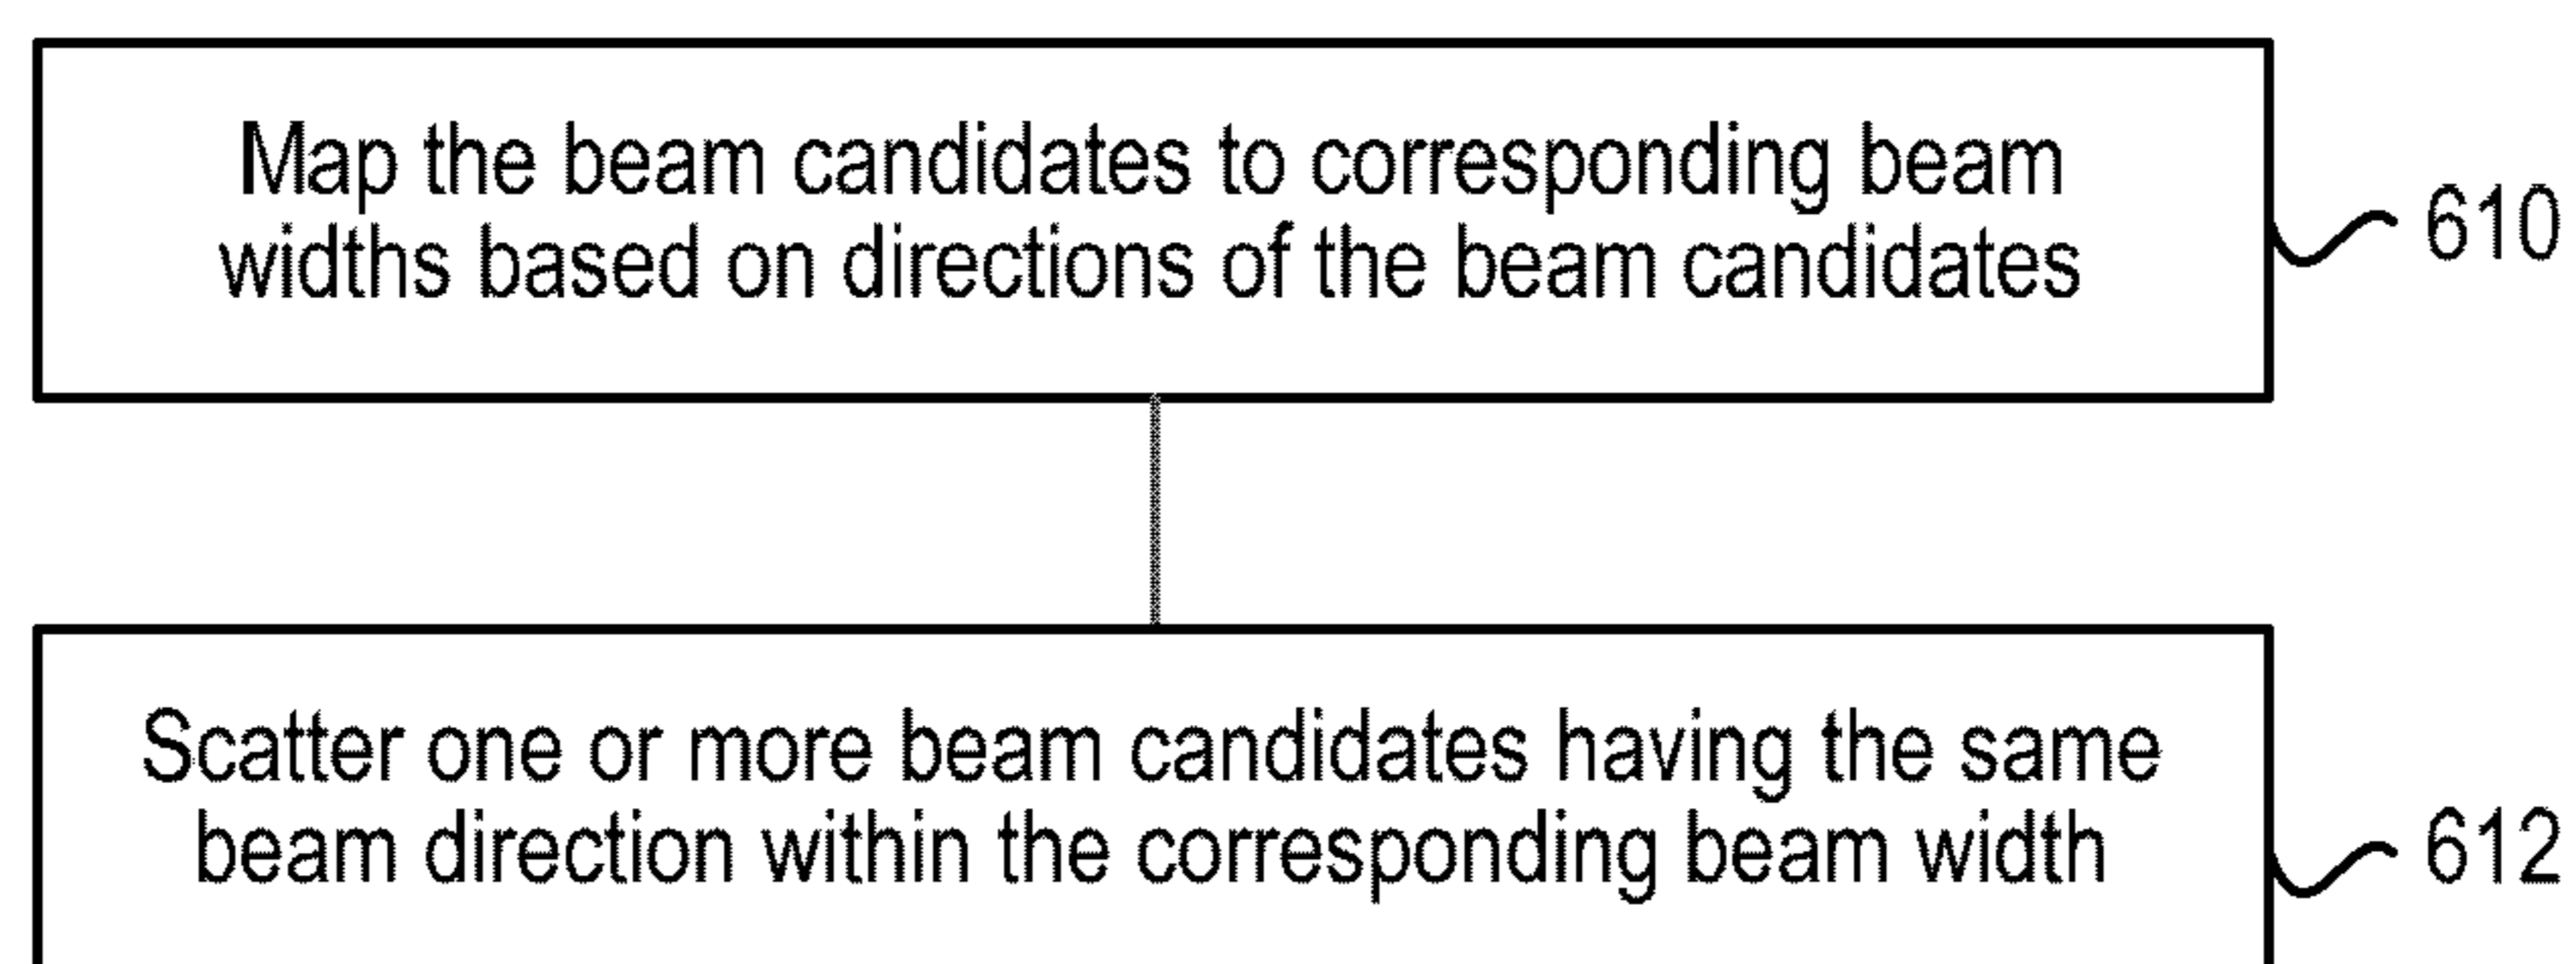 Map the beam candidates to corresponding beam
widths based on directions of the beam candidates
610
Scatter one or more beam candidates having the same
beam direction within the corresponding beam width
612